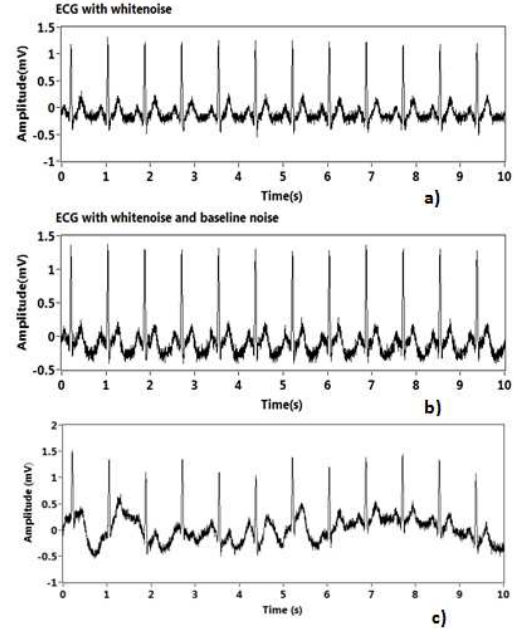 ECG with whitenoise
1.5
1
0.5
0
-0.5
-1
Amplitude(mV)
0 1 2 3 4 5 6 7 8 9 10
Time(s)
a)
ECG with whitenoise and baseline noise
1.5
1
0.5
0
-0.5
Amplitude(mV)
0 1 2 3 4 5 6 7 8 9 10
Time(s)
b)
2
1.5
1
0.5
0
-0.5
-1
Amplitude (mV)
0 1 2 3 4 5 6 7 8 9 10
Time (s)
c)